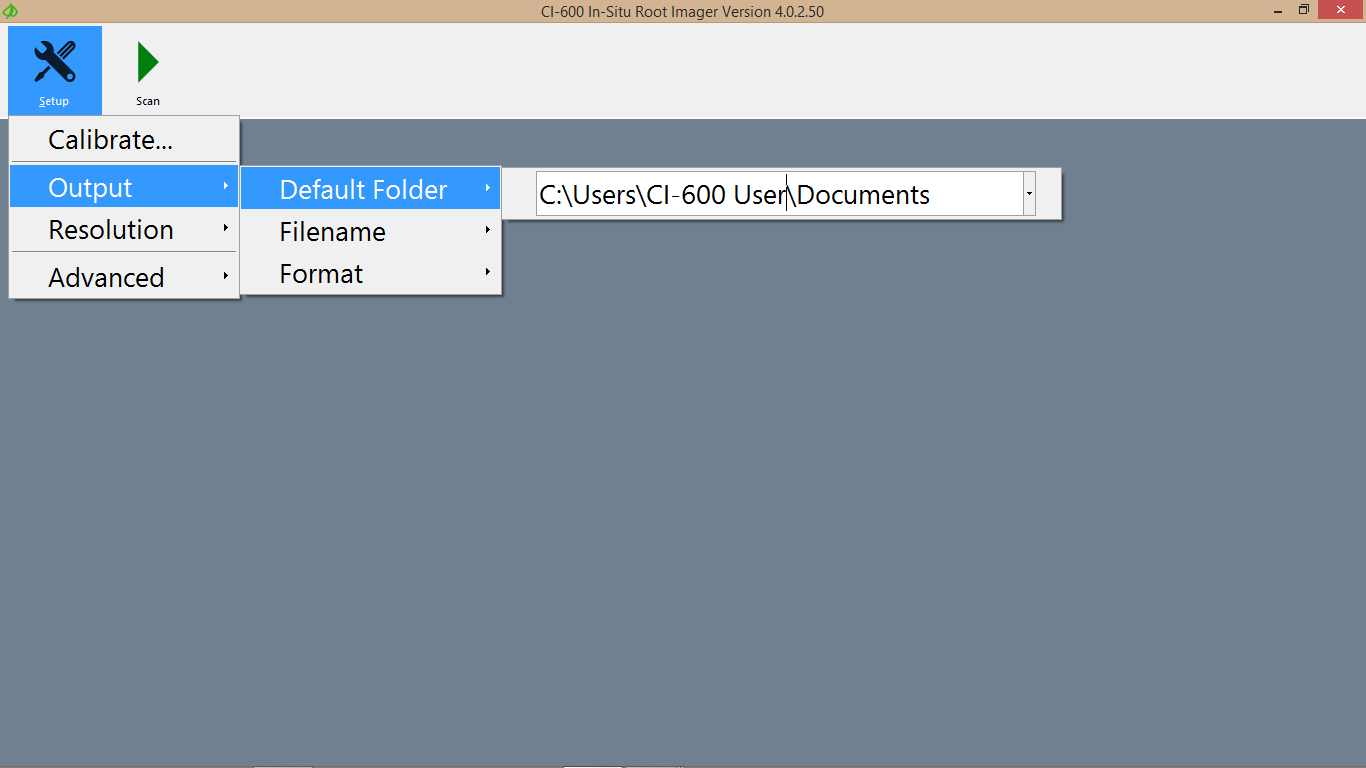 CI-600 In-Situ Root Imager Version 4.0.2.50
Setup
Scan
Calibrate...
Output
Resolution
Advanced
Default Folder
Filename
Format
C:\Users\CI-600 User\Documents